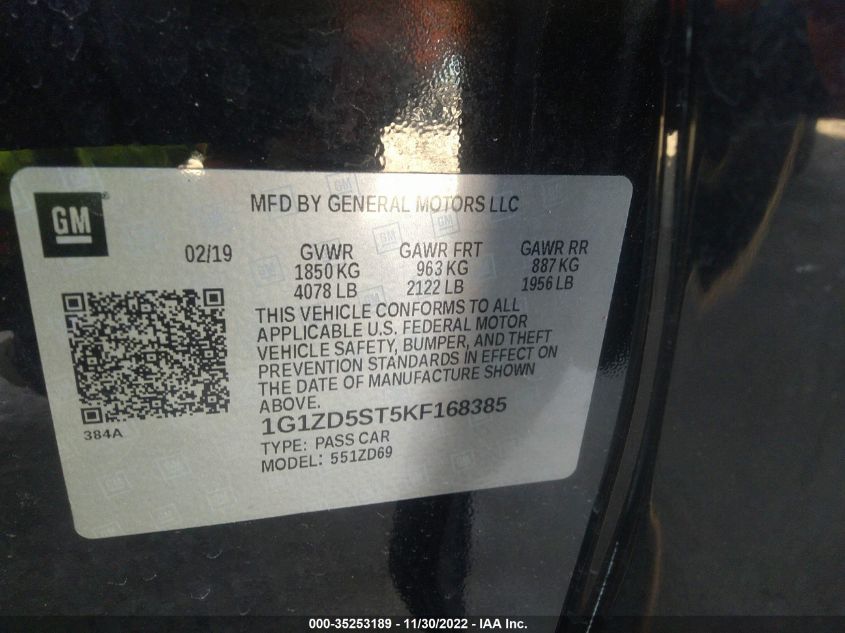 GM®
MFD BY GENERAL MOTORS LLC
02/19 GVWR GAWR FRT GAWR RR
1850 KG 963 KG 887 KG
4078 LB 2122 LB 1956 LB
THIS VEHICLE CONFORMS TO ALL
APPLICABLE U.S. FEDERAL MOTOR
VEHICLE SAFETY, BUMPER, AND THEFT
PREVENTION STANDARDS IN EFFECT ON
THE DATE OF MANUFACTURE SHOWN
ABOVE.
384A
1G1ZD5ST5KF168385
TYPE: PASS CAR
MODEL: 551ZD69
000-35253189 - 11/30/2022 - IAA Inc.